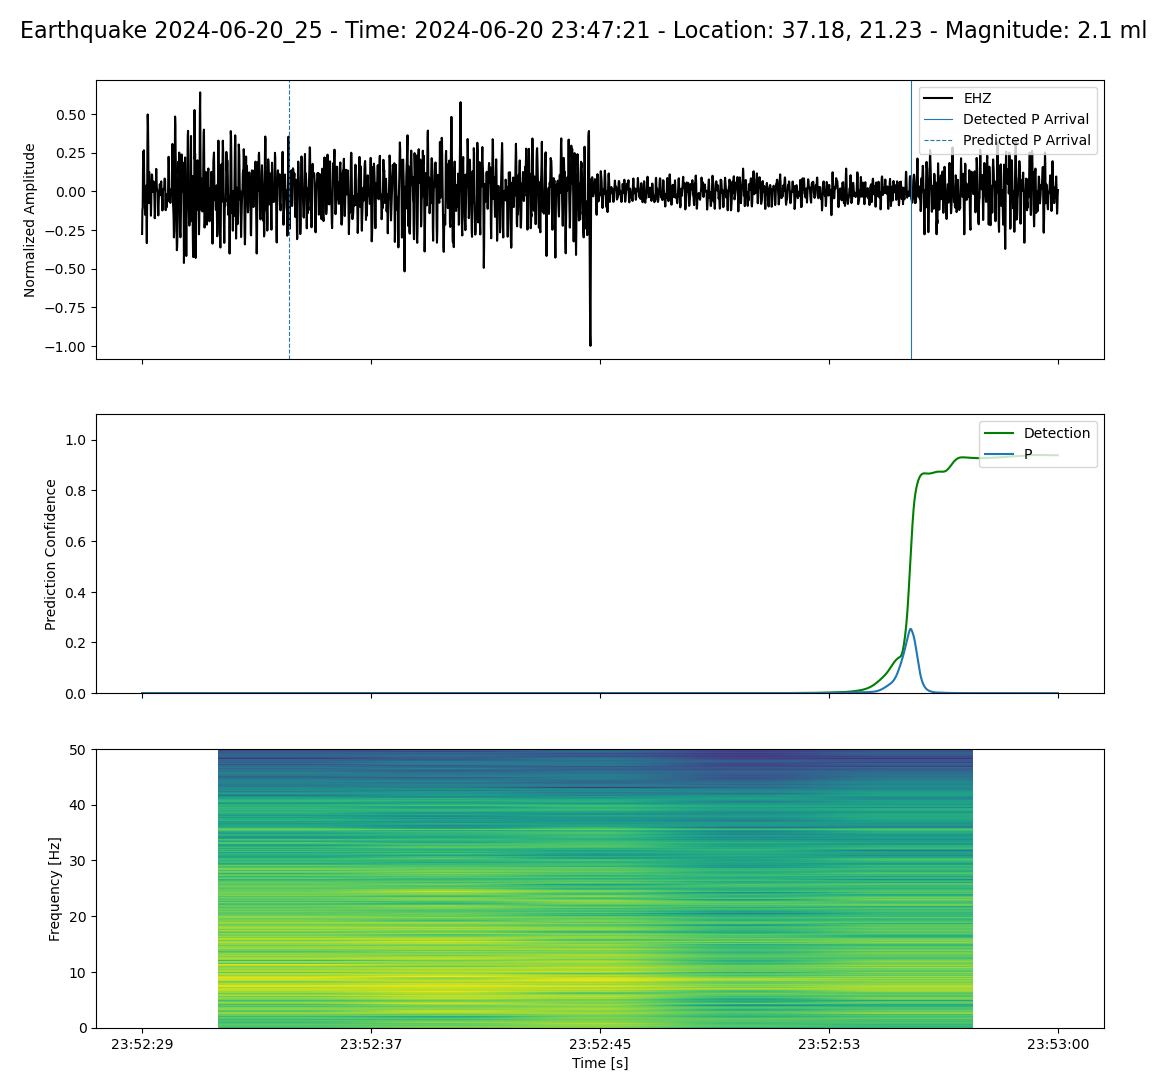 Earthquake 2024-06-20_25 - Time: 2024-06-20 23:47:21 - Location: 37.18, 21.23 - Magnitude: 2.1 ml
EHZ
Detected P Arrival
Predicted P Arrival
0.50
0.25
0.00
−0.25
−0.50
−0.75
−1.00
Normalized Amplitude
Detection
P
1.0
0.8
0.6
0.4
0.2
0.0
Prediction Confidence
50
40
30
20
10
0
Frequency [Hz]
23:52:29
23:52:37
23:52:45
23:52:53
23:53:00
Time [s]